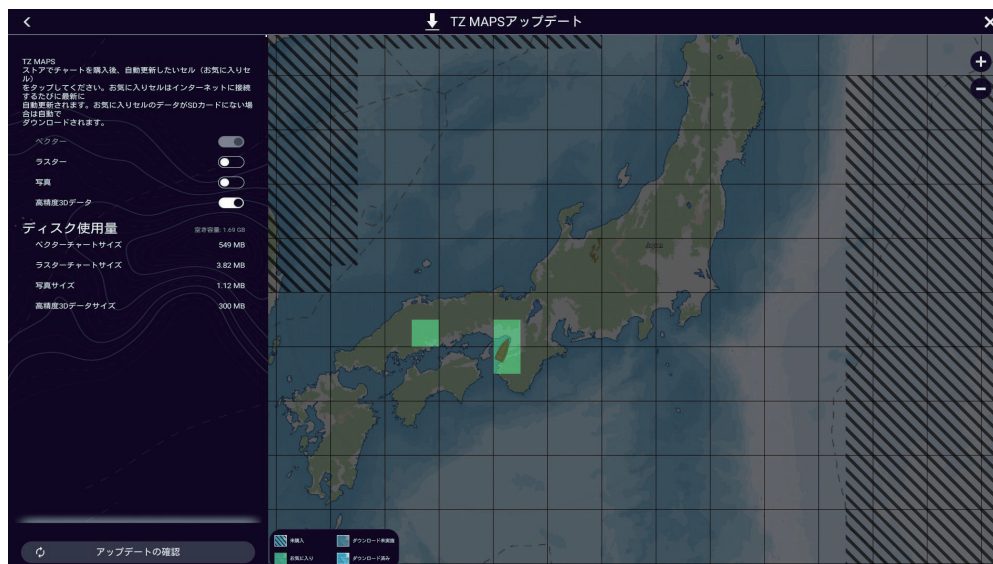 TZ MAPSアップデート
TZ MAPS
ストアでチャートを購入後、自動更新したいセル（お気に入りセ
ル）
をタップしてください。お気に入りセルはインターネットに接続
するたびに最新に
自動更新されます。お気に入りセルのデータがSDカードにない場
合は自動で
ダウンロードされます。
ベクター
ラスター
写真
高精度3Dデータ
ディスク使用量 空き容量: 1.69 GB
ベクターチャートサイズ 549 MB
ラスターチャートサイズ 3.82 MB
写真サイズ 1.12 MB
高精度3Dデータサイズ 300 MB
アップデートの確認
未購入 ダウンロード未実施
お気に入り ダウンロード済み